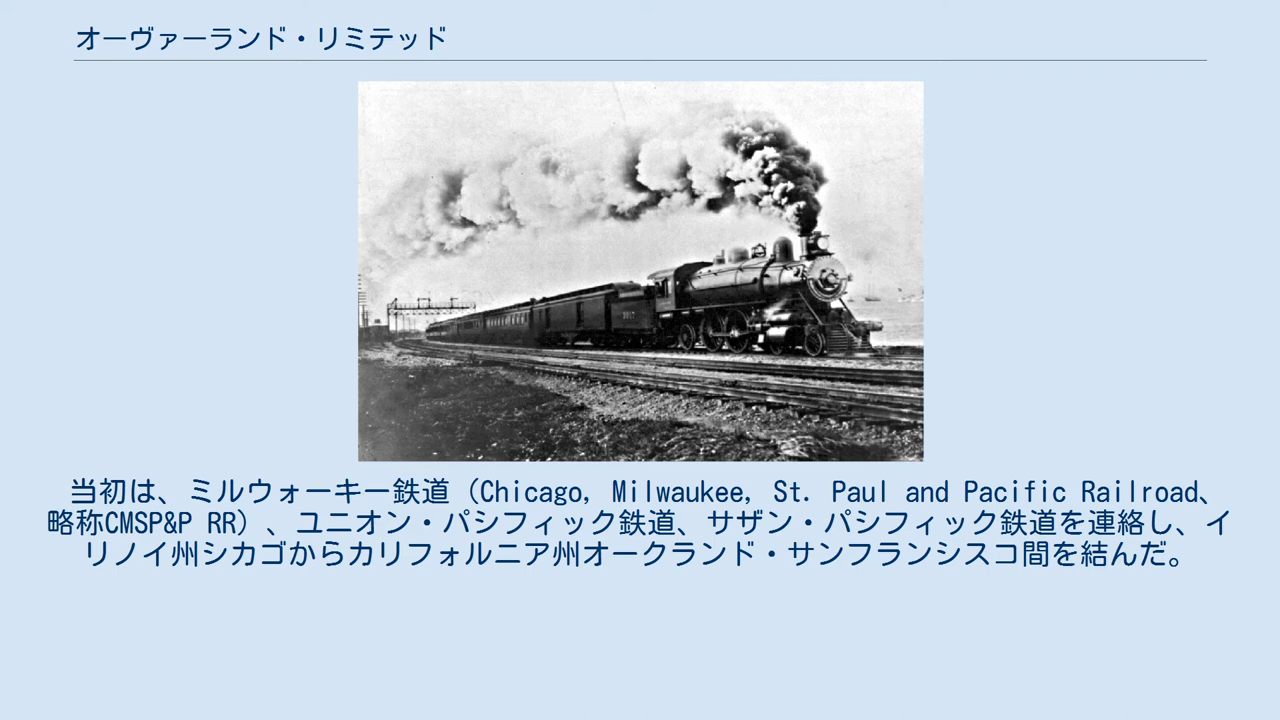 オーヴァーランド・リミテッド
当初は、ミルウォーキー鉄道（Chicago, Milwaukee, St. Paul and Pacific Railroad、
略称CMSP&P RR）、ユニオン・パシフィック鉄道、サザン・パシフィック鉄道を連絡し、イ
リノイ州シカゴからカリフォルニア州オークランド・サンフランシスコ間を結んだ。